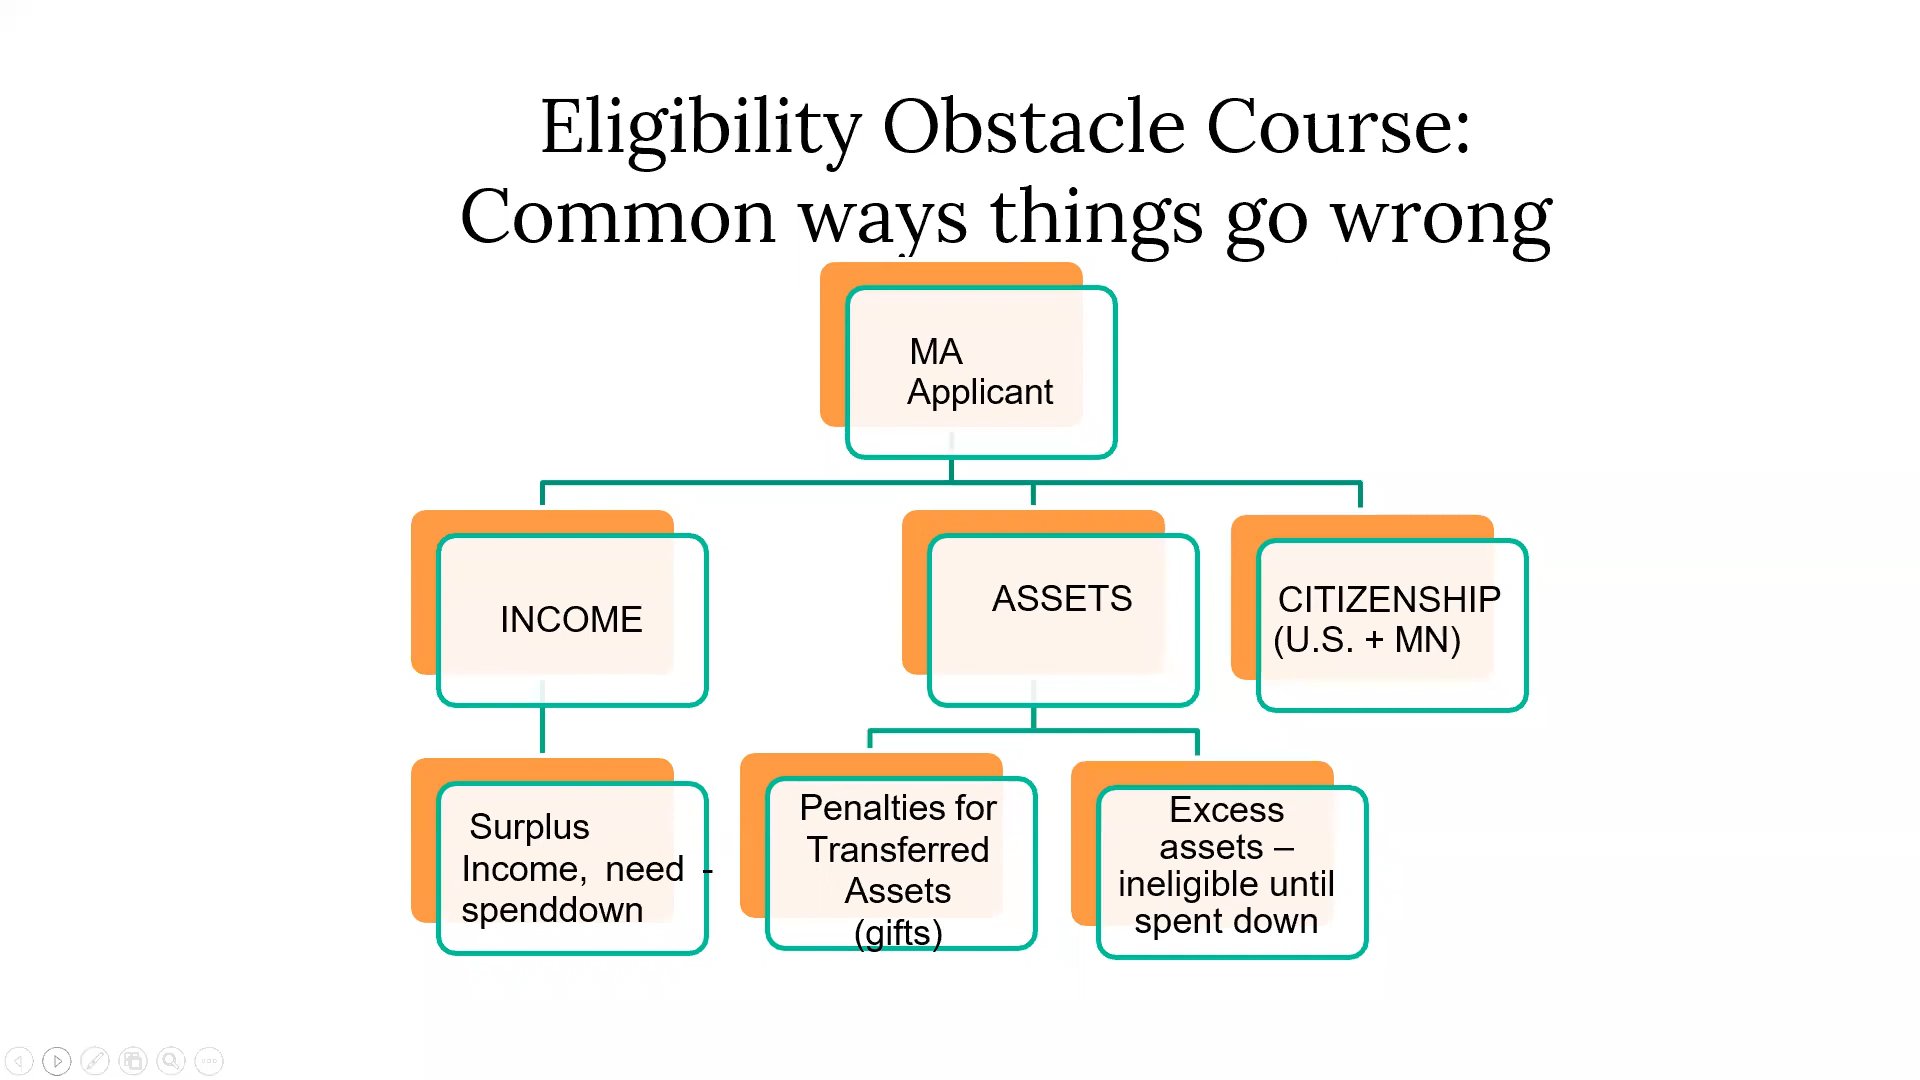 Eligibility Obstacle Course:
Common ways things go wrong
MA
Applicant
INCOME
ASSETS
CITIZENSHIP
(U.S. + MN)
Surplus
Income, need -
spenddown
Penalties for
Transferred
Assets
(gifts)
Excess
assets –
ineligible until
spent down